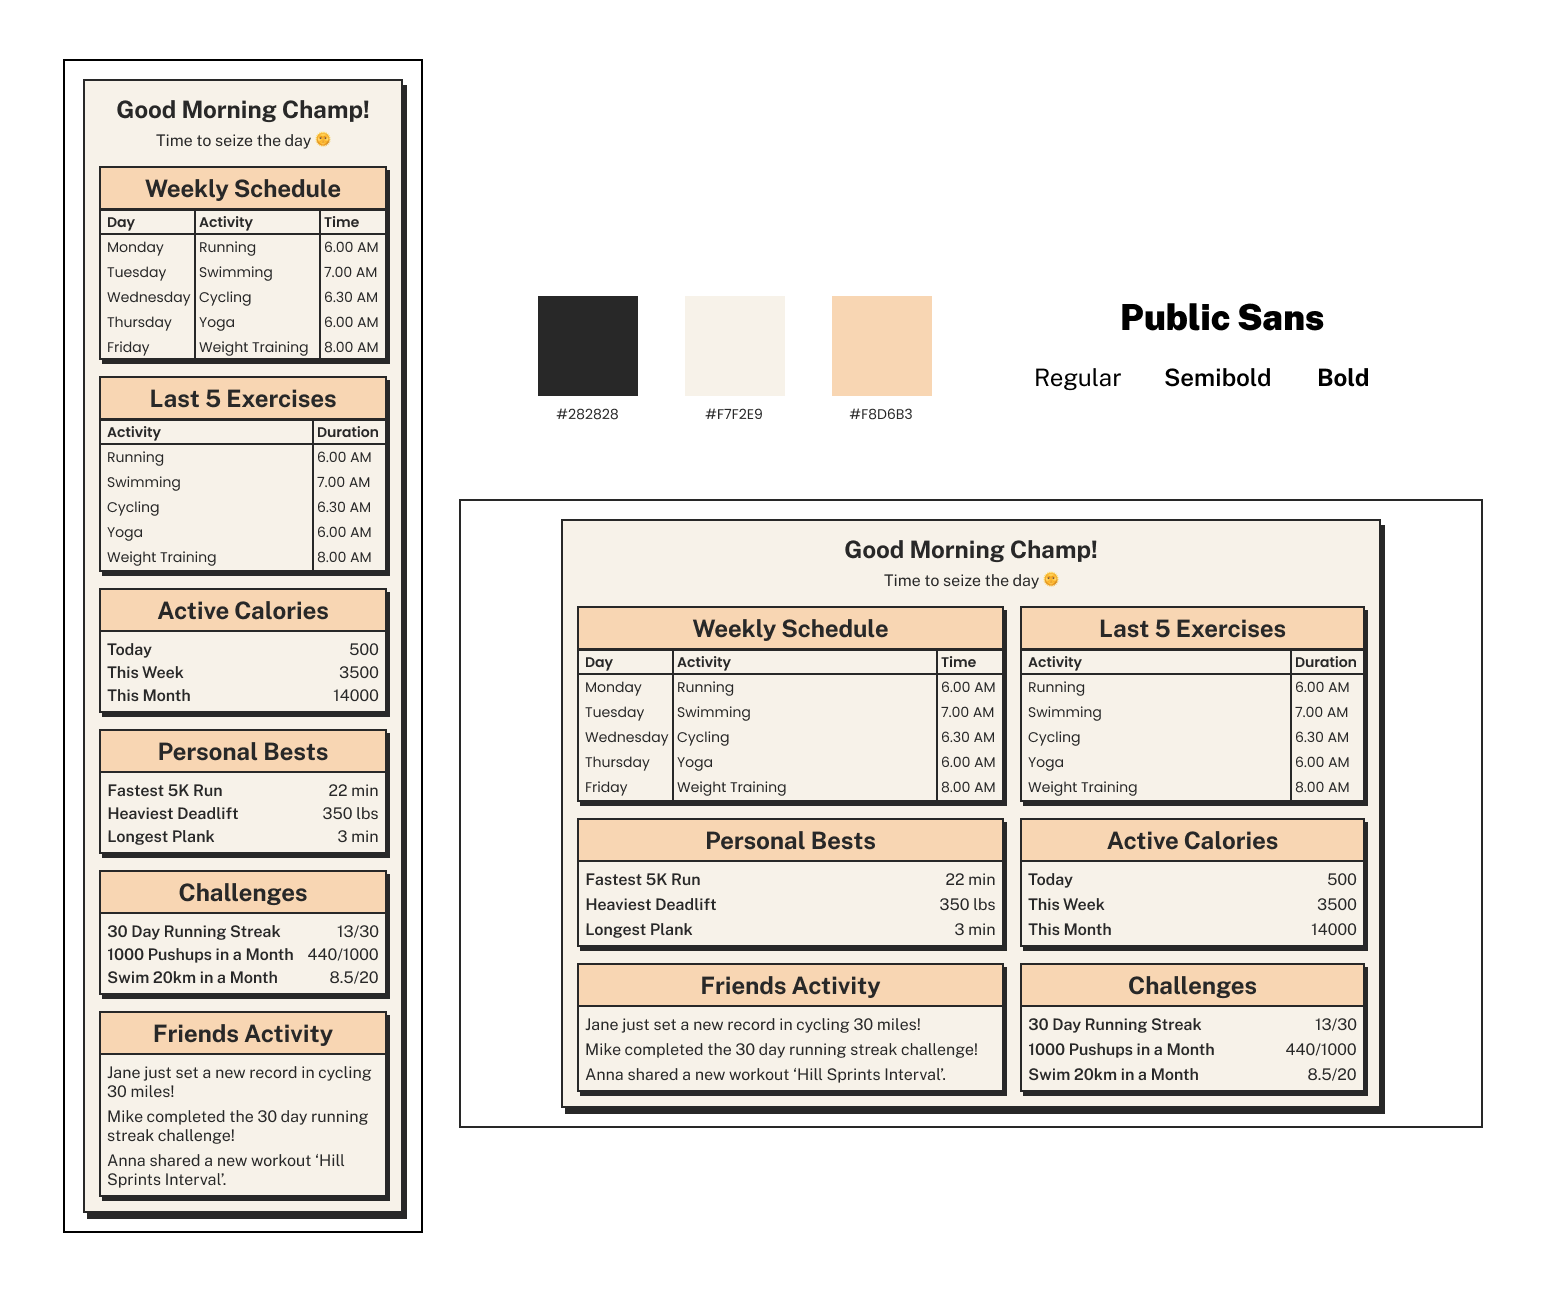 Good Morning Champ!
Time to seize the day 🌞
Weekly Schedule
Day Activity Time
Monday Running 6.00 AM
Tuesday Swimming 7.00 AM
Wednesday Cycling 6.30 AM
Thursday Yoga 6.00 AM
Friday Weight Training 8.00 AM
Last 5 Exercises
Activity Duration
Running 6.00 AM
Swimming 7.00 AM
Cycling 6.30 AM
Yoga 6.00 AM
Weight Training 8.00 AM
Active Calories
Today 500
This Week 3500
This Month 14000
Personal Bests
Fastest 5K Run 22 min
Heaviest Deadlift 350 lbs
Longest Plank 3 min
Challenges
30 Day Running Streak 13/30
1000 Pushups in a Month 440/1000
Swim 20km in a Month 8.5/20
Friends Activity
Jane just set a new record in cycling
30 miles!
Mike completed the 30 day running
streak challenge!
Anna shared a new workout ‘Hill
Sprints Interval’.
#282828 #F7F2E9 #F8D6B3
Public Sans
Regular Semibold Bold
Good Morning Champ!
Time to seize the day 🌞
Weekly Schedule
Day Activity Time
Monday Running 6.00 AM
Tuesday Swimming 7.00 AM
Wednesday Cycling 6.30 AM
Thursday Yoga 6.00 AM
Friday Weight Training 8.00 AM
Last 5 Exercises
Activity Duration
Running 6.00 AM
Swimming 7.00 AM
Cycling 6.30 AM
Yoga 6.00 AM
Weight Training 8.00 AM
Personal Bests
Fastest 5K Run 22 min
Heaviest Deadlift 350 lbs
Longest Plank 3 min
Active Calories
Today 500
This Week 3500
This Month 14000
Friends Activity
Jane just set a new record in cycling 30 miles!
Mike completed the 30 day running streak challenge!
Anna shared a new workout ‘Hill Sprints Interval’.
Challenges
30 Day Running Streak 13/30
1000 Pushups in a Month 440/1000
Swim 20km in a Month 8.5/20